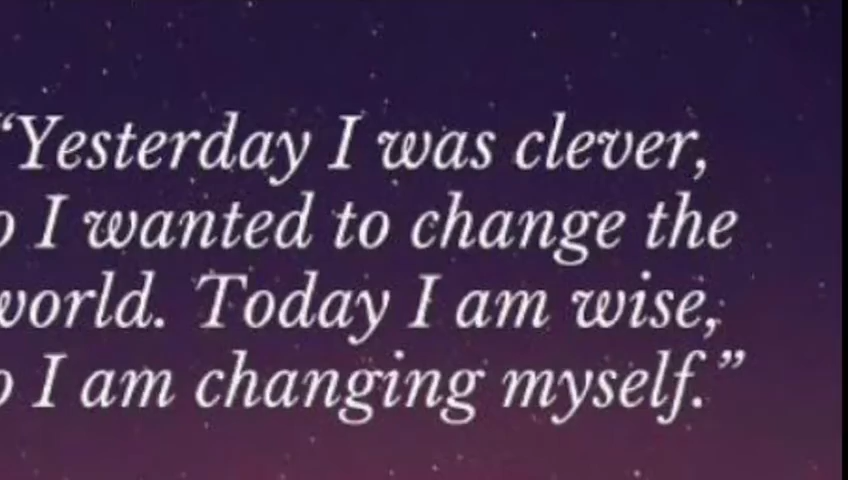 “Yesterday I was clever,
o I wanted to change the
world. Today I am wise,
o I am changing myself.”